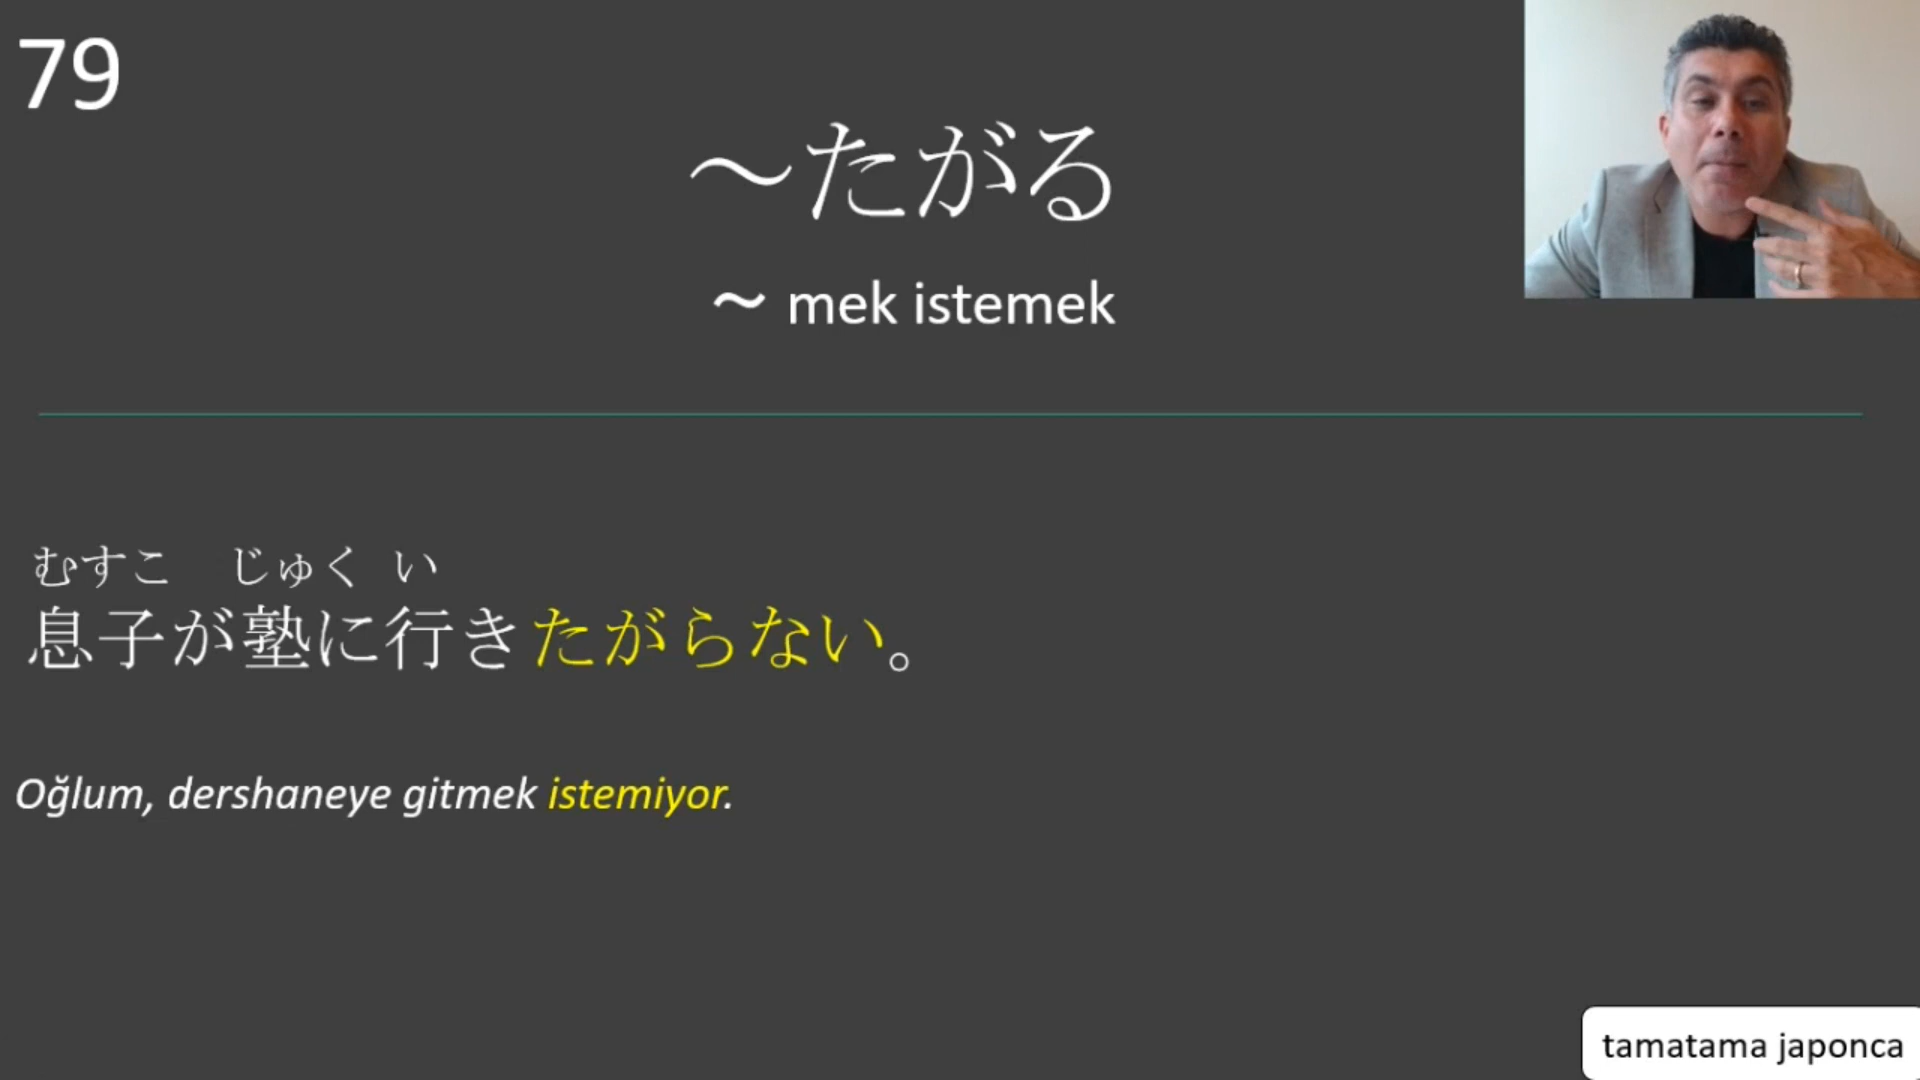 79
～たがる
～ mek istemek
むすこ じゅく い
息子が塾に行きたがらない。
Oğlum, dershaneye gitmek istemiyor.
tamatama japonca